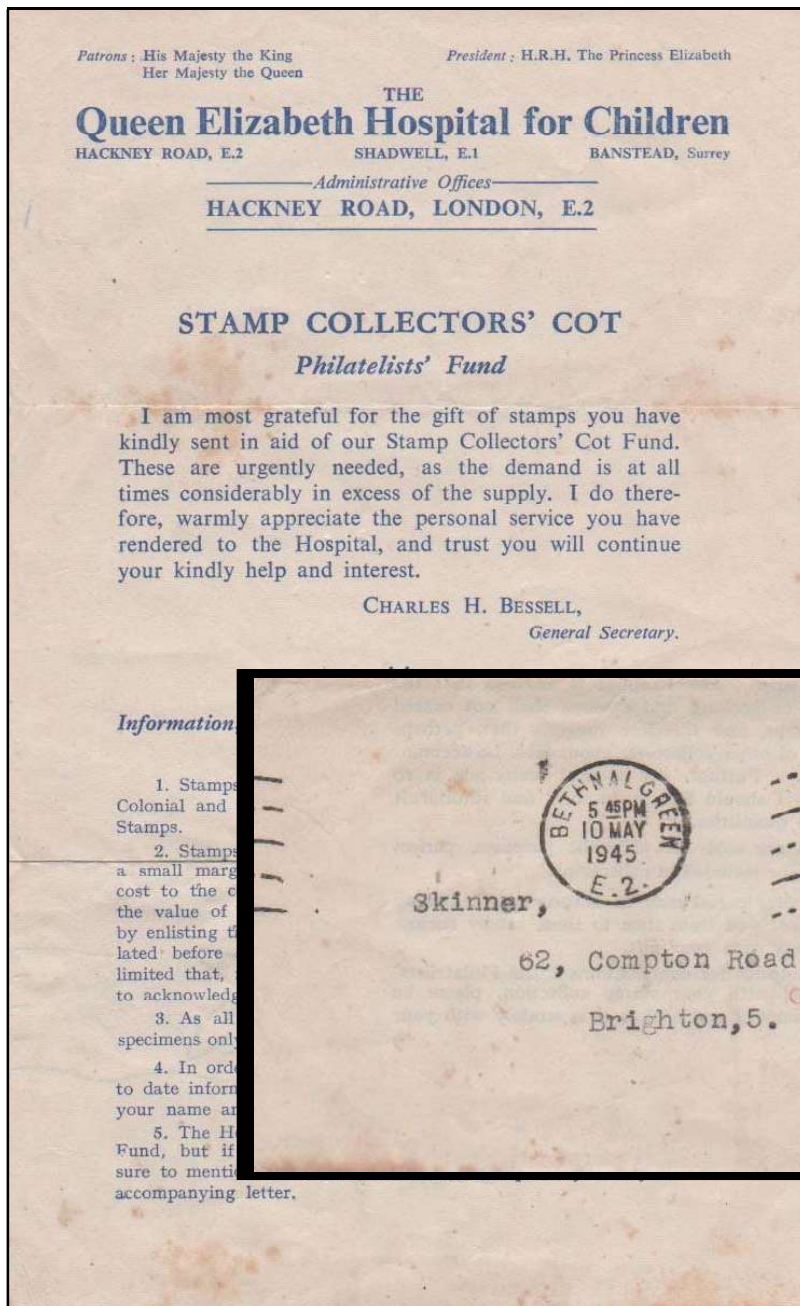 Patrons : His Majesty the King
Her Majesty the Queen
President : H.R.H. The Princess Elizabeth
THE
Queen Elizabeth Hospital for Children
HACKNEY ROAD, E.2 SHADWELL, E.1 BANSTEAD, Surrey
Administrative Offices
HACKNEY ROAD, LONDON, E.2
STAMP COLLECTORS' COT
Philatelists' Fund
I am most grateful for the gift of stamps you have
kindly sent in aid of our Stamp Collectors' Cot Fund.
These are urgently needed, as the demand is at all
times considerably in excess of the supply. I do there-
fore, warmly appreciate the personal service you have
rendered to the Hospital, and trust you will continue
your kindly help and interest.
CHARLES H. BESSELL,
General Secretary.
Information
1. Stamps
Colonial and
Stamps.
2. Stamps
a small marg
cost to the c
the value of
by enlisting t
lated before
limited that,
to acknowledg
3. As all
specimens only
4. In orde
to date inform
your name an
5. The H
Fund, but if
sure to menti
accompanying letter.
BETHNAL GREEN
5 45PM
10 MAY
1945
E.2.
Skinner,
62, Compton Road
Brighton,5.